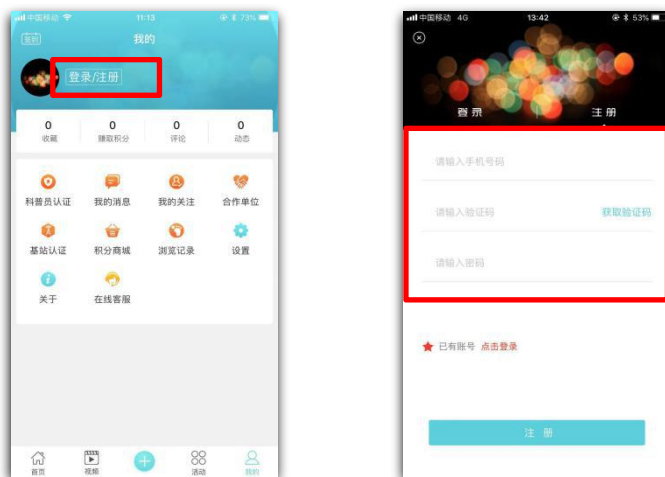 中国移动 11:13 73%
签到 我的
登录/注册
0 0 0 0
收藏 赚取积分 评论 动态
科普员认证 我的消息 我的关注 合作单位
基站认证 积分商城 浏览记录 设置
关于 在线客服
首页 视频 活动 我的
中国移动 4G 13:42 53%
登录 注册
请输入手机号码
请输入验证码 获取验证码
请输入密码
已有账号 点击登录
注 册